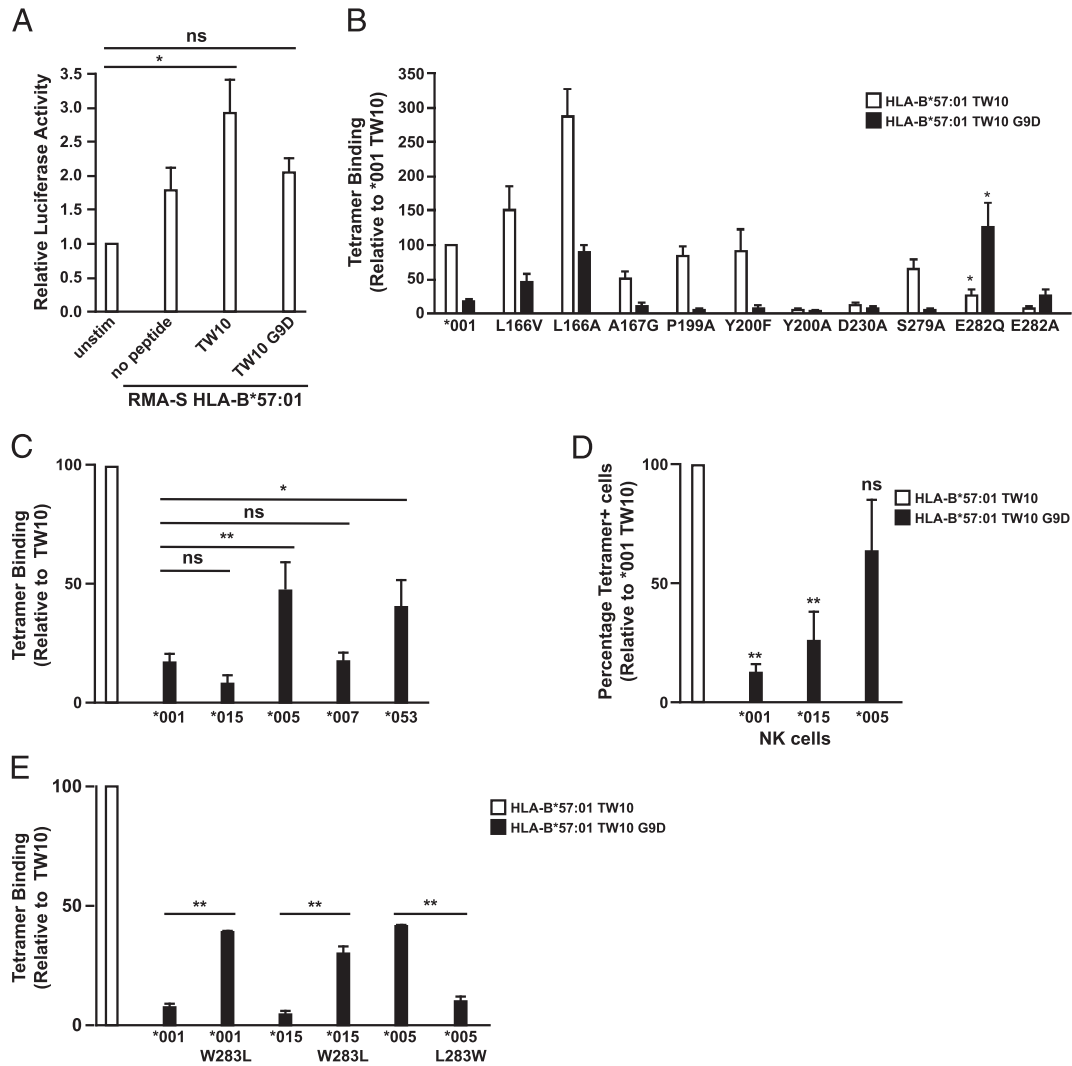 A
ns
*
Relative Luciferase Activity
3.5
3.0
2.5
2.0
1.5
1.0
0.5
0.0
unstim
no peptide
TW10
TW10 G9D
RMA-S HLA-B*57:01
B
Tetramer Binding
(Relative to *001 TW10)
350
300
250
200
150
100
50
0
HLA-B*57:01 TW10
HLA-B*57:01 TW10 G9D
*
*
*001 L166V L166A A167G P199A Y200F Y200A D230A S279A E282Q E282A
C
Tetramer Binding
(Relative to TW10)
100
50
0
*
ns
**
ns
*001 *015 *005 *007 *053
D
Percentage Tetramer+ cells
(Relative to *001 TW10)
100
50
0
**
**
ns
HLA-B*57:01 TW10
HLA-B*57:01 TW10 G9D
*001 *015 *005
NK cells
E
Tetramer Binding
(Relative to TW10)
100
50
0
HLA-B*57:01 TW10
HLA-B*57:01 TW10 G9D
** ** **
*001 *001 *015 *015 *005 *005
W283L W283L L283W